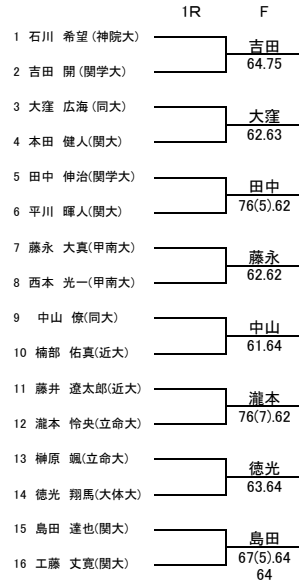 1R F
1 石川 希望 (神院大)
吉田
64.75
2 吉田 開 (関学大)
3 大窪 広海 (同大)
大窪
62.63
4 本田 健人(関大)
5 田中 伸治(関学大)
田中
76(5).62
6 平川 暉人(関大)
7 藤永 大真(甲南大)
藤永
62.62
8 西本 光一(甲南大)
9 中山 僚(同大)
中山
61.64
10 楠部 佑真(近大)
11 藤井 遼太郎(近大)
瀧本
76(7).62
12 瀧本 怜央(立命大)
13 榊原 颯(立命大)
徳光
63.64
14 徳光 翔馬(大体大)
15 島田 達也(関大)
島田
67(5).64
64
16 工藤 丈寛(関大)